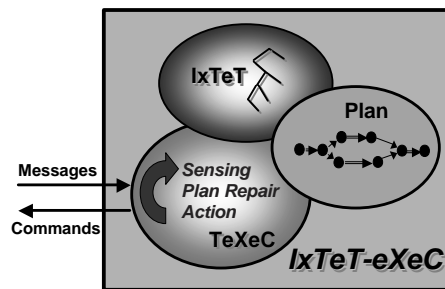 IxTeT
Plan
Messages
Sensing
Plan Repair
Action
Commands
TeXeC
IxTeT-eXeC